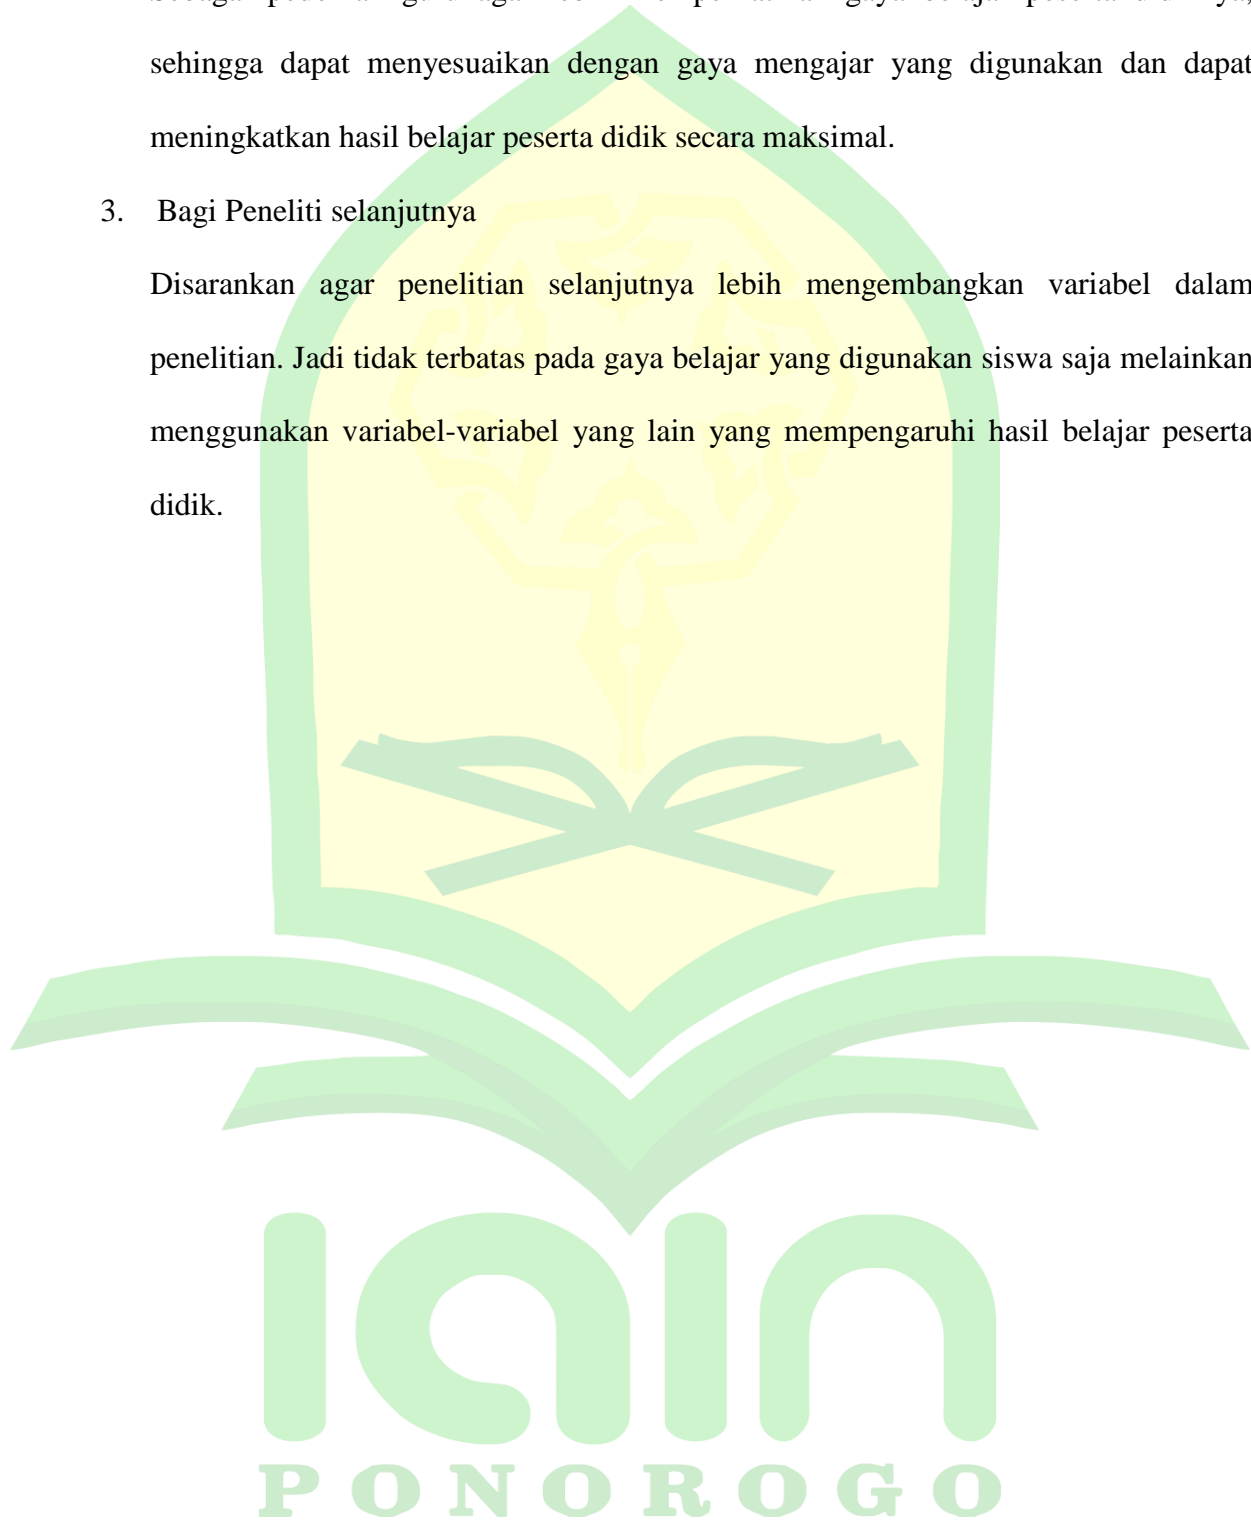 sehingga dapat menyesuaikan dengan gaya mengajar yang digunakan dan dapat
meningkatkan hasil belajar peserta didik secara maksimal.
3. Bagi Peneliti selanjutnya
Disarankan agar penelitian selanjutnya lebih mengembangkan variabel dalam
penelitian. Jadi tidak terbatas pada gaya belajar yang digunakan siswa saja melainkan
menggunakan variabel-variabel yang lain yang mempengaruhi hasil belajar peserta
didik.
iain
PONOROGO